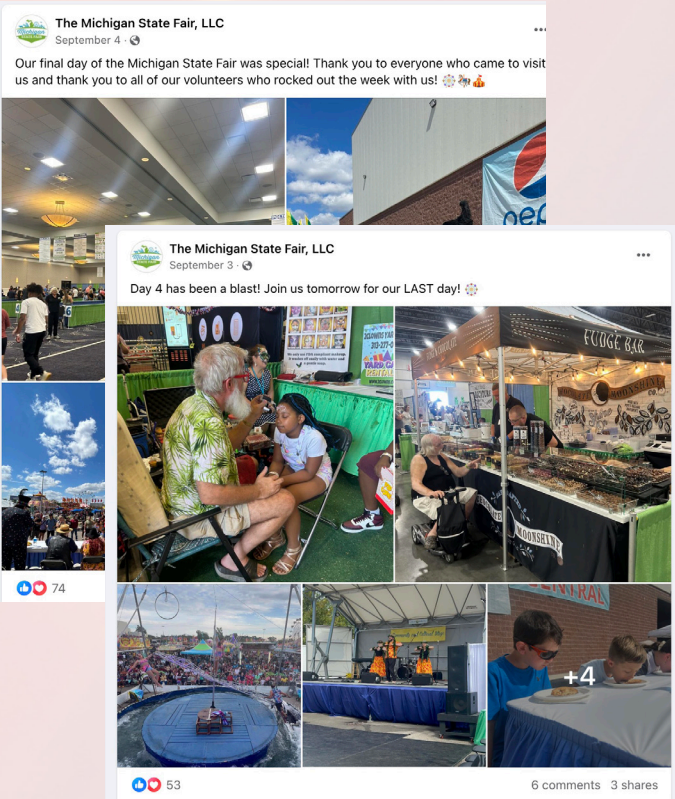 The Michigan State Fair, LLC
September 4
Our final day of the Michigan State Fair was special! Thank you to everyone who came to visit
us and thank you to all of our volunteers who rocked out the week with us! 🎡🎠🎪
pep
74
The Michigan State Fair, LLC
September 3
Day 4 has been a blast! Join us tomorrow for our LAST day! 🎡
FUDGE BAR
MOONSHINE
MOONSHINE
CENTRAL
+4
53
6 comments 3 shares